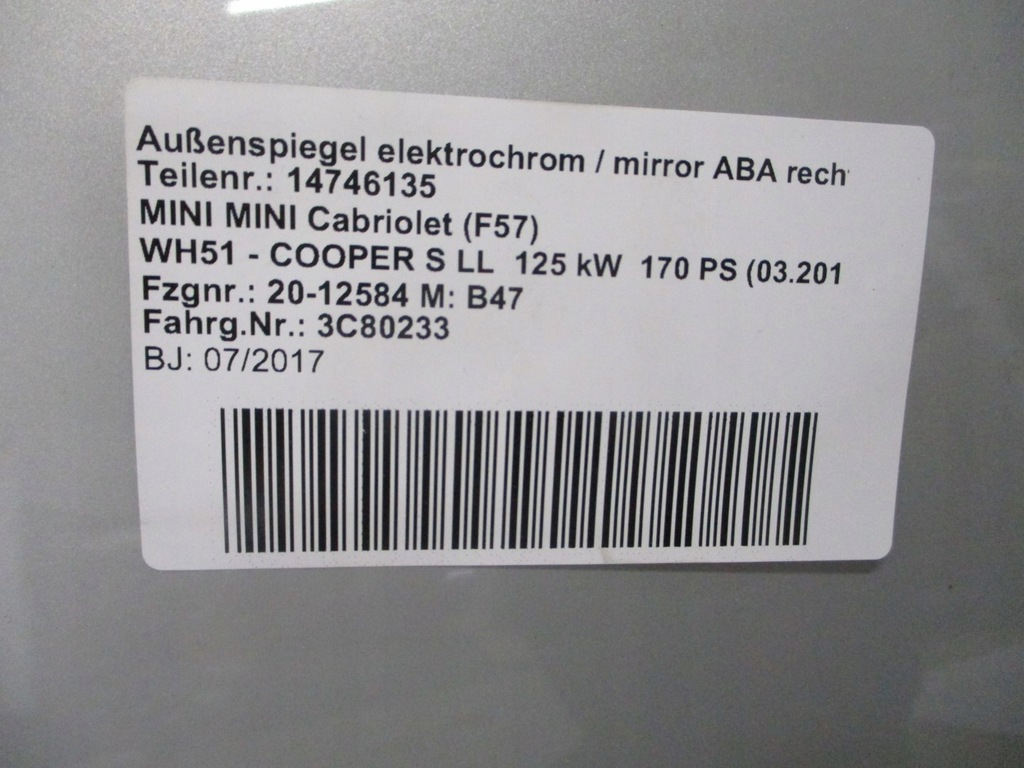 Außenspiegel elektrochrom / mirror ABA rech
Teilenr.: 14746135
MINI MINI Cabriolet (F57)
WH51 - COOPER S LL 125 kW 170 PS (03.201
Fzgnr.: 20-12584 M: B47
Fahrg.Nr.: 3C80233
BJ: 07/2017